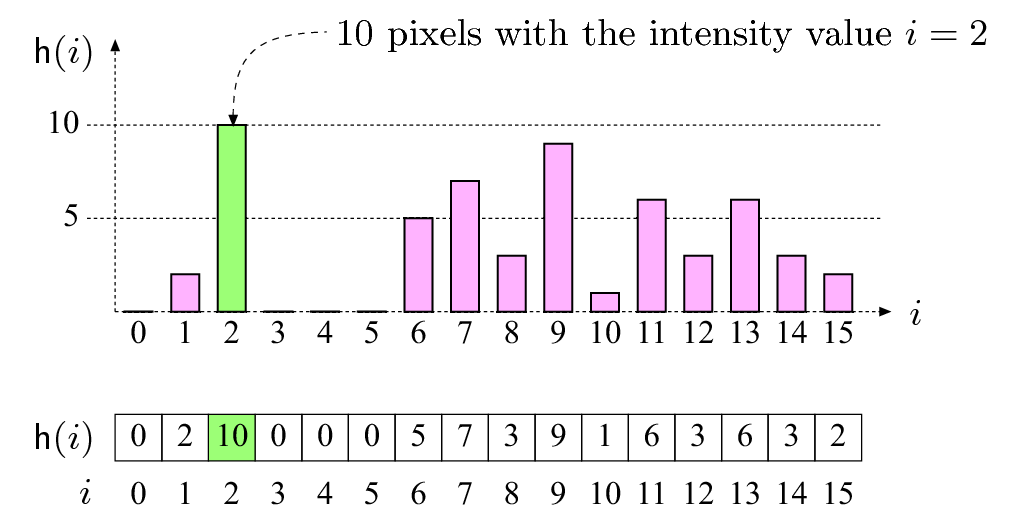 10 pixels with the intensity value i = 2
h(i)
10
5
0 1 2 3 4 5 6 7 8 9 10 11 12 13 14 15 i
h(i) 0 2 10 0 0 0 5 7 3 9 1 6 3 6 3 2
i 0 1 2 3 4 5 6 7 8 9 10 11 12 13 14 15